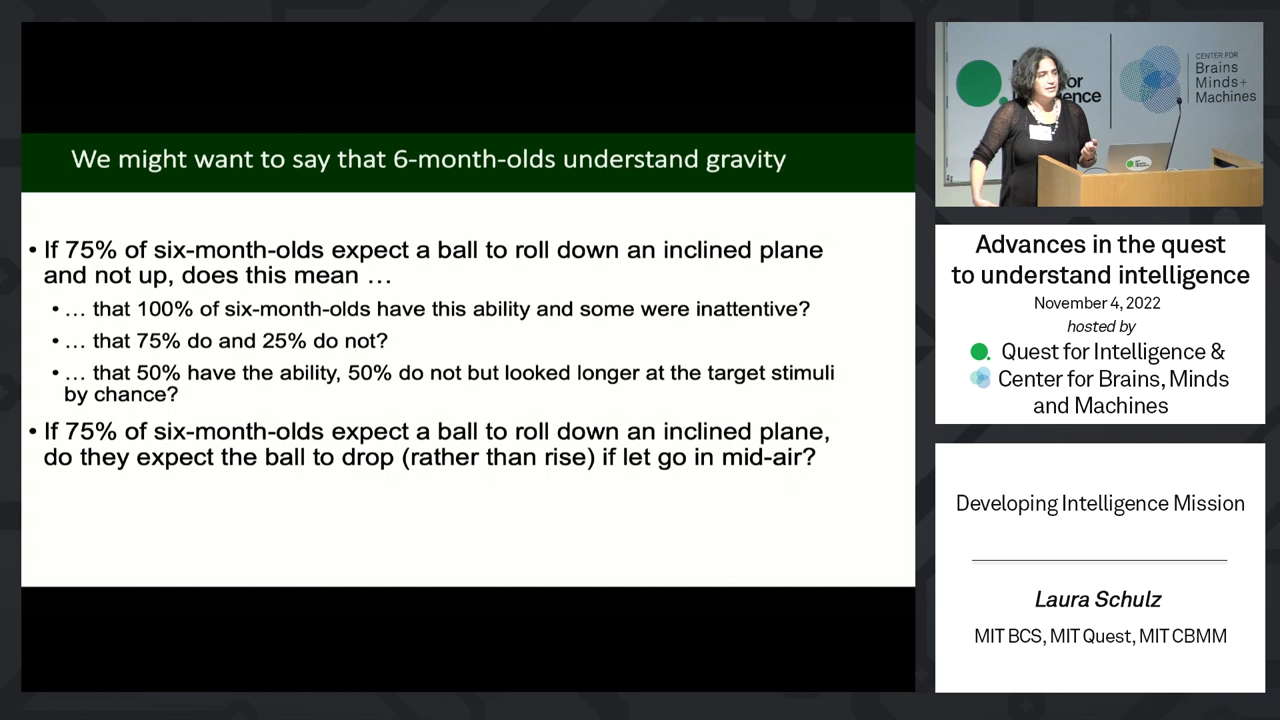 We might want to say that 6-month-olds understand gravity
• If 75% of six-month-olds expect a ball to roll down an inclined plane
and not up, does this mean …
• … that 100% of six-month-olds have this ability and some were inattentive?
• … that 75% do and 25% do not?
• … that 50% have the ability, 50% do not but looked longer at the target stimuli
by chance?
• If 75% of six-month-olds expect a ball to roll down an inclined plane,
do they expect the ball to drop (rather than rise) if let go in mid-air?
CENTER FOR
Brains
Minds+
Machines
Advances in the quest
to understand intelligence
November 4, 2022
hosted by
Quest for Intelligence &
Center for Brains, Minds
and Machines
Developing Intelligence Mission
Laura Schulz
MIT BCS, MIT Quest, MIT CBMM